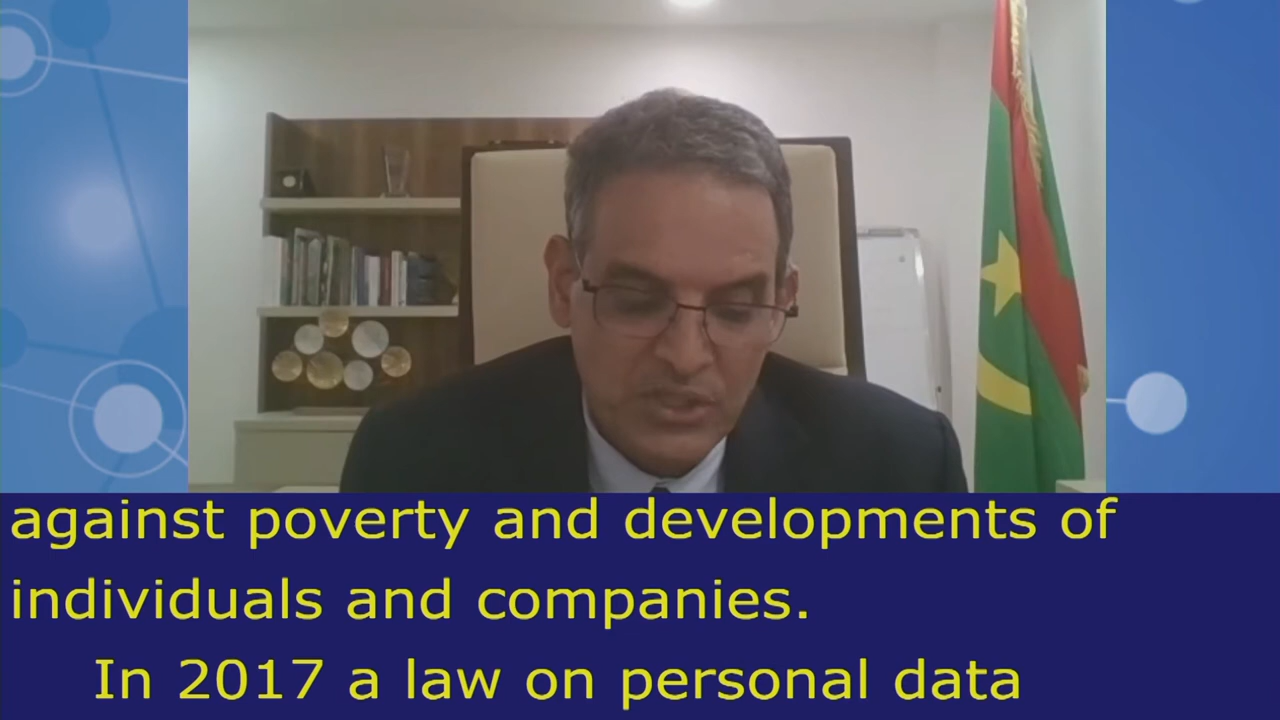 against poverty and developments of
individuals and companies.
In 2017 a law on personal data